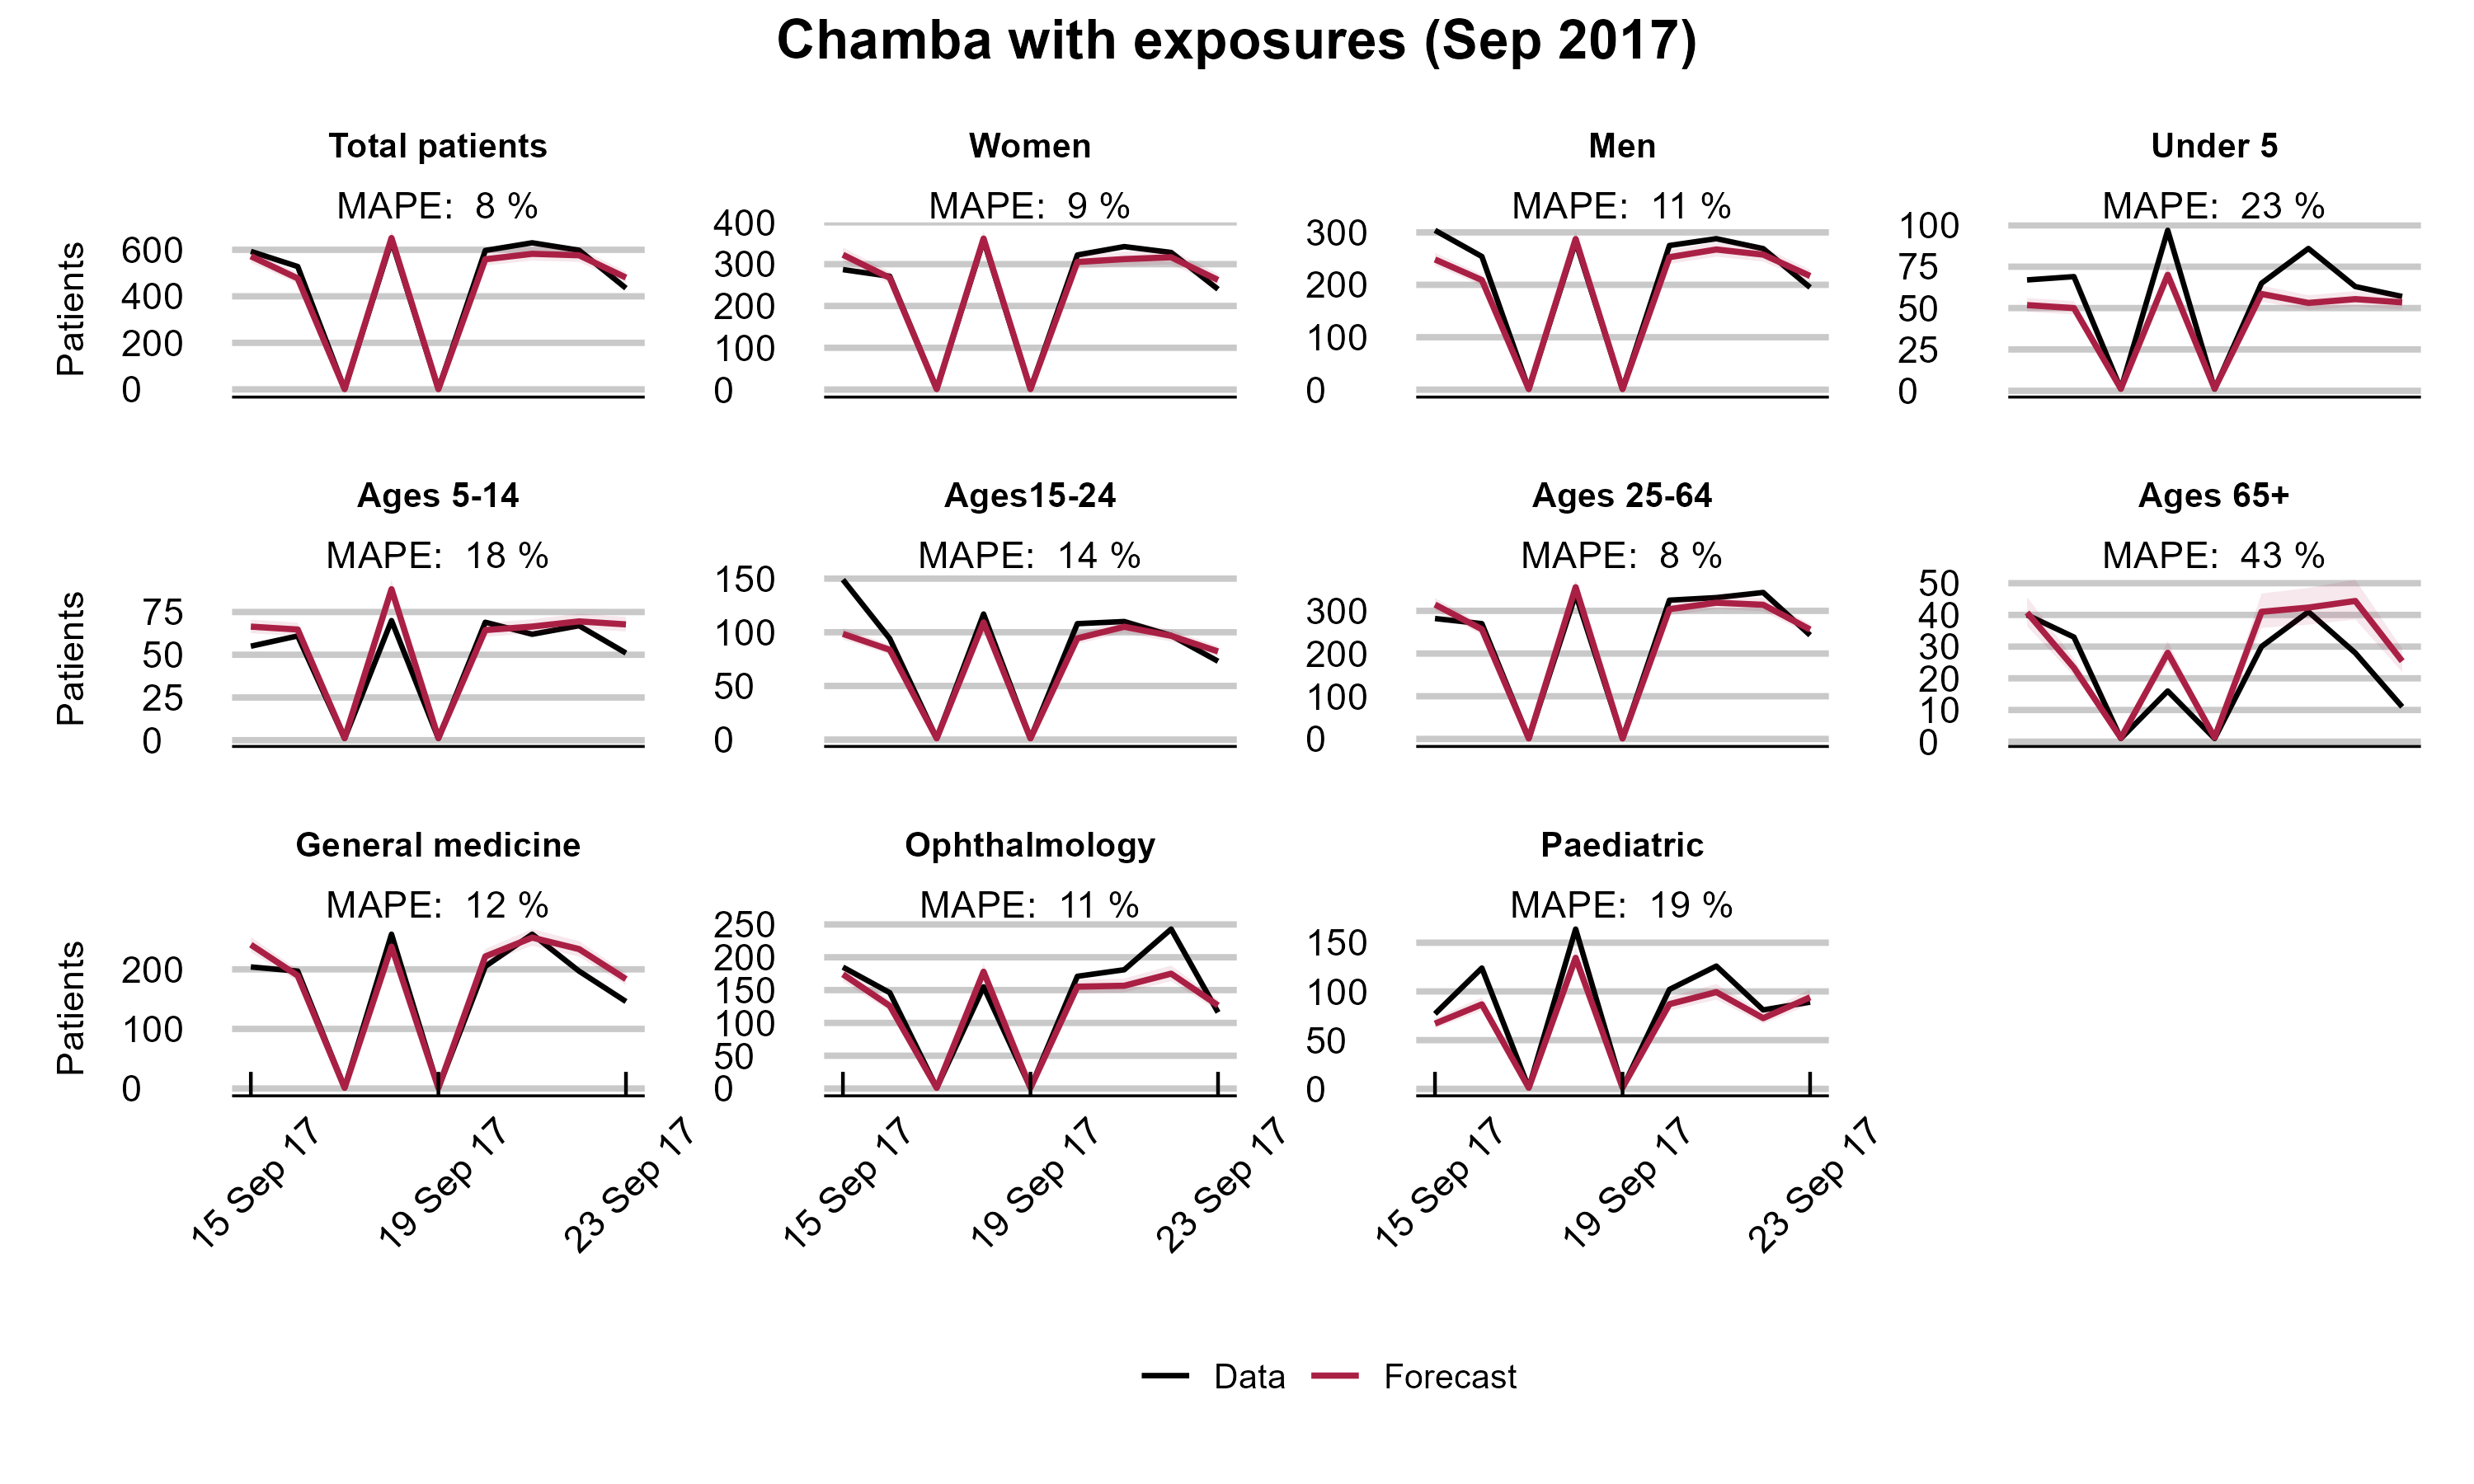 Chamba with exposures (Sep 2017)
Total patients
MAPE: 8 %
Patients
600
400
200
0
Women
MAPE: 9 %
400
300
200
100
0
Men
MAPE: 11 %
300
200
100
0
Under 5
MAPE: 23 %
100
75
50
25
0
Ages 5-14
MAPE: 18 %
Patients
75
50
25
0
Ages15-24
MAPE: 14 %
150
100
50
0
Ages 25-64
MAPE: 8 %
300
200
100
0
Ages 65+
MAPE: 43 %
50
40
30
20
10
0
General medicine
MAPE: 12 %
Patients
200
100
0
15 Sep 17
19 Sep 17
23 Sep 17
Ophthalmology
MAPE: 11 %
250
200
150
100
50
0
15 Sep 17
19 Sep 17
23 Sep 17
Paediatric
MAPE: 19 %
150
100
50
0
15 Sep 17
19 Sep 17
23 Sep 17
Data
Forecast